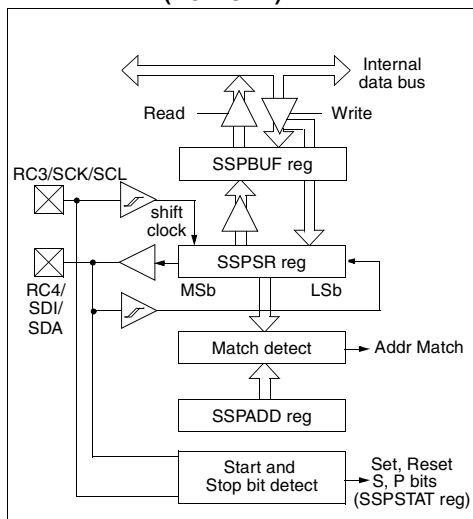 Internal
data bus
Read
Write
SSPBUF reg
RC3/SCK/SCL
shift
clock
SSPSR reg
MSb
LSb
RC4/
SDI/
SDA
Match detect
Addr Match
SSPADD reg
Start and
Stop bit detect
Set, Reset
S, P bits
(SSPSTAT reg)